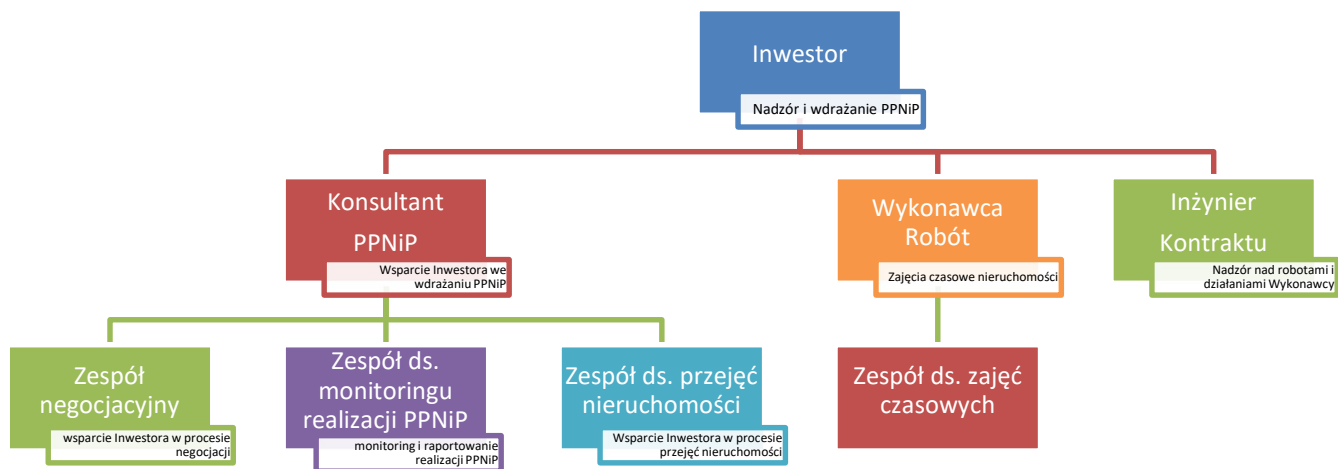 Inwestor
Nadzór i wdrażanie PPNiP
Konsultant
PPNiP
Wsparcie Inwestora we
wdrażaniu PPNiP
Wykonawca
Robót
Zajęcia czasowe nieruchomości
Inżynier
Kontraktu
Nadzór nad robotami i
działaniami Wykonawcy
Zespół
negocjacyjny
wsparcie Inwestora w procesie
negocjacji
Zespół ds.
monitoringu
realizacji PPNiP
monitoring i raportowanie
realizacji PPNiP
Zespół ds. przejęć
nieruchomości
Wsparcie Inwestora w procesie
przejęć nieruchomości
Zespół ds. zajęć
czasowych